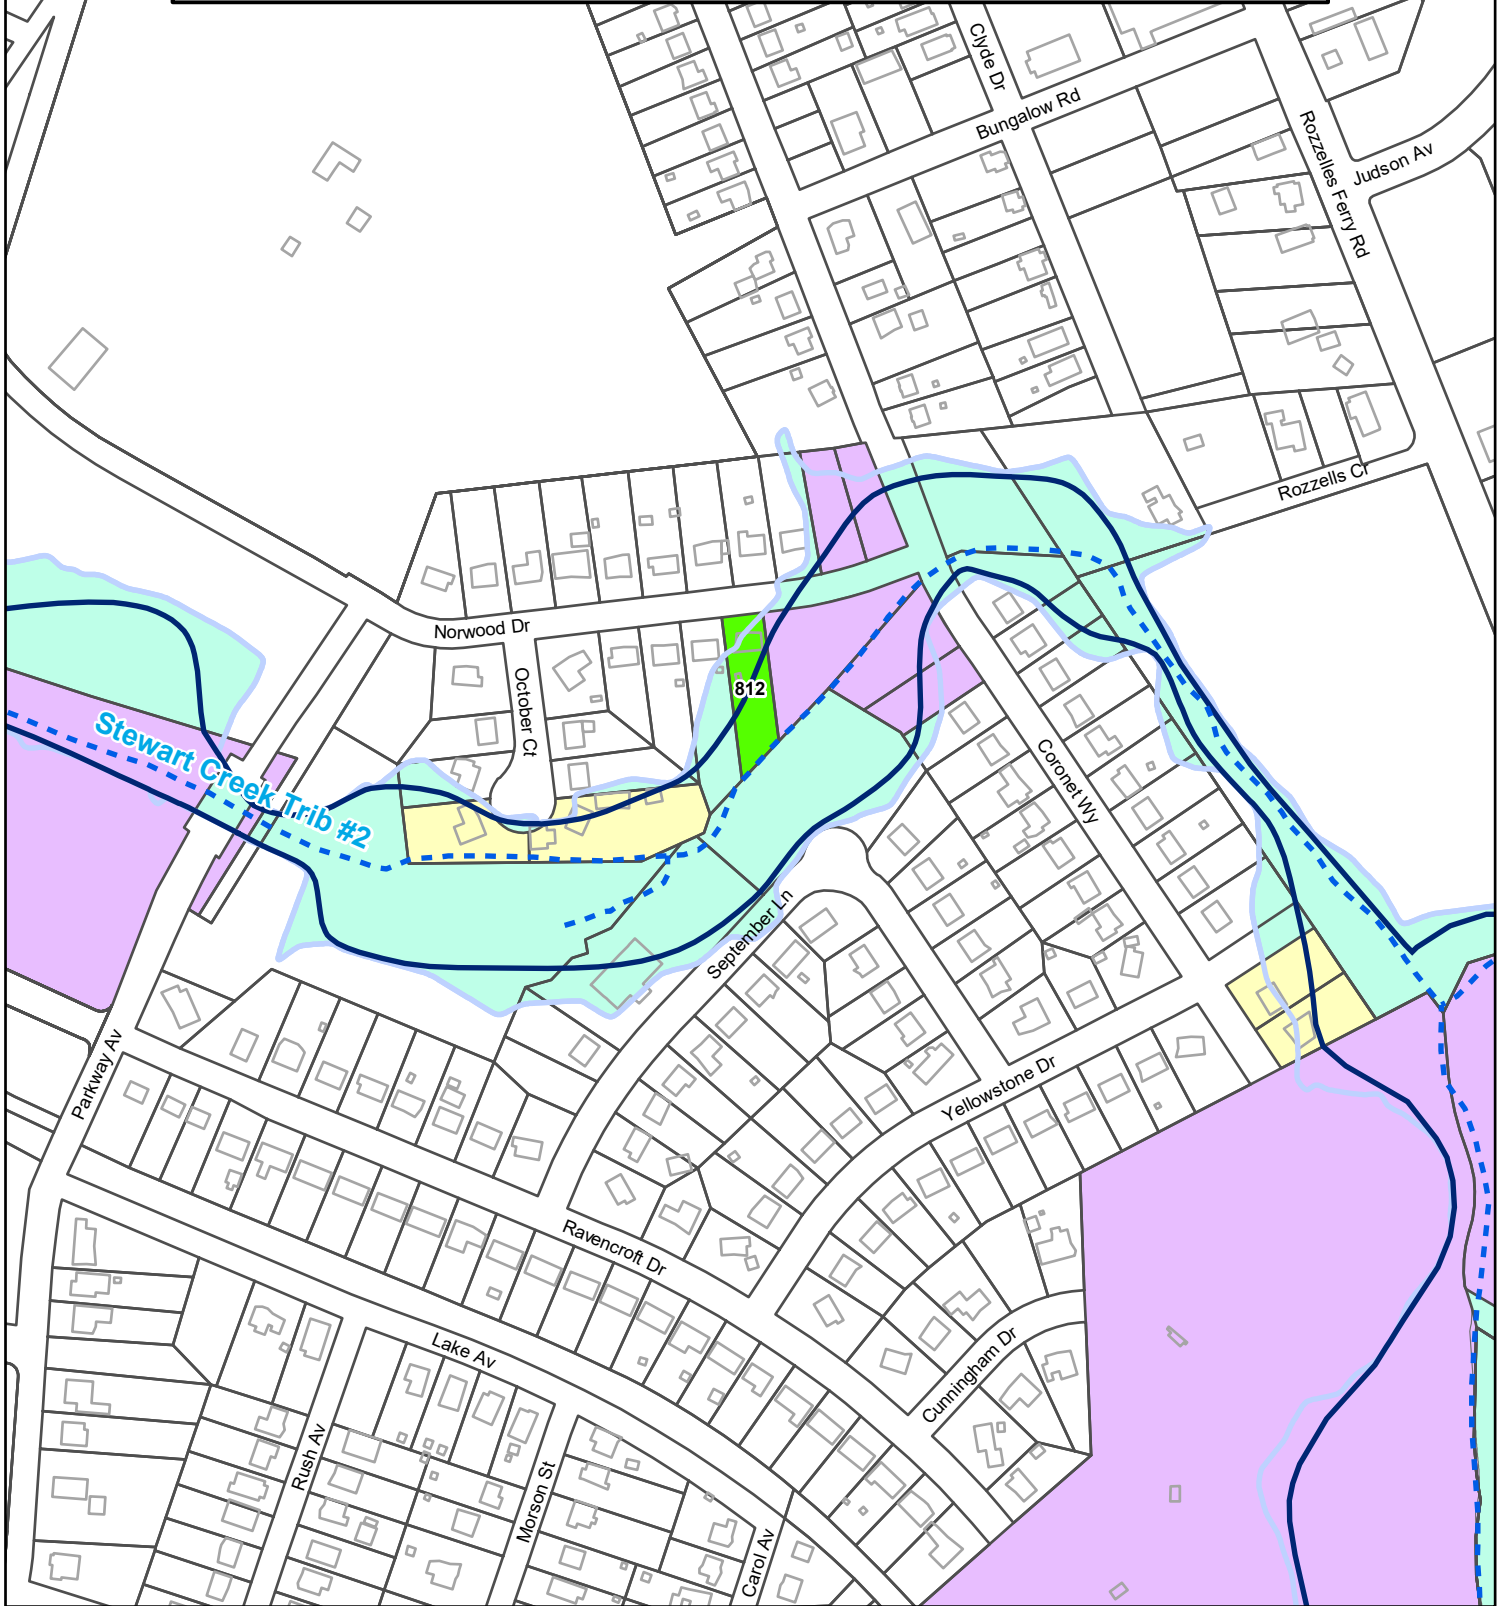 Clyde Dr
Bungalow Rd
Rozzelles Ferry Rd
Judson Av
Rozzells Cr
Norwood Dr
October Ct
812
Stewart Creek Trib #2
Coronet Wy
September Ln
Parkway Av
Yellowstone Dr
Ravencroft Dr
Lake Av
Cunningham Dr
Rush Av
Morson St
Carol Av